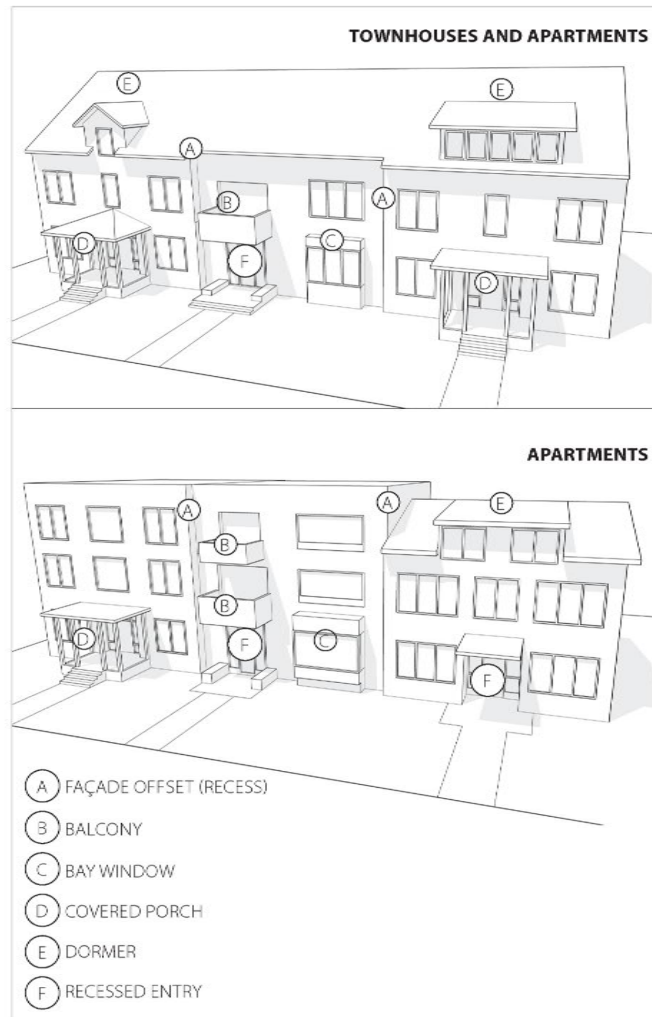 TOWNHOUSES AND APARTMENTS
E
E
A
A
B
C
D
F
D
APARTMENTS
A
A
E
B
B
D
F
C
F
A FAÇADE OFFSET (RECESS)
B BALCONY
C BAY WINDOW
D COVERED PORCH
E DORMER
F RECESSED ENTRY